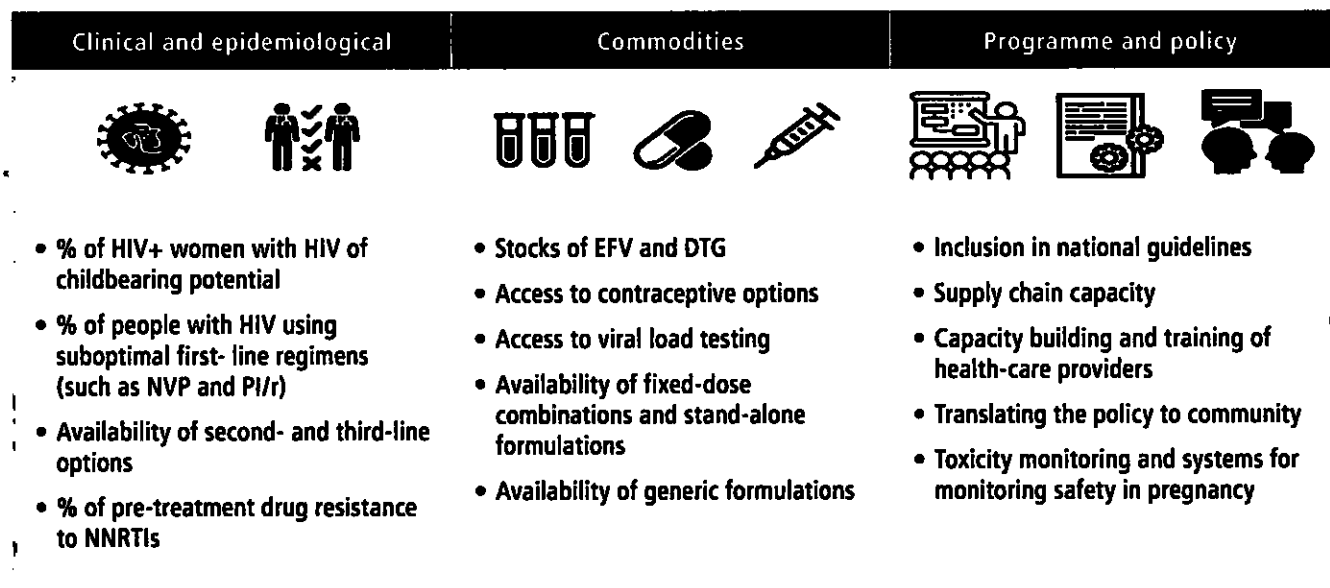 Clinical and epidemiological
• % of HIV+ women with HIV of
childbearing potential
• % of people with HIV using
suboptimal first- line regimens
(such as NVP and PI/r)
• Availability of second- and third-line
options
• % of pre-treatment drug resistance
to NNRTIs
Commodities
• Stocks of EFV and DTG
• Access to contraceptive options
• Access to viral load testing
• Availability of fixed-dose
combinations and stand-alone
formulations
• Availability of generic formulations
Programme and policy
• Inclusion in national guidelines
• Supply chain capacity
• Capacity building and training of
health-care providers
• Translating the policy to community
• Toxicity monitoring and systems for
monitoring safety in pregnancy